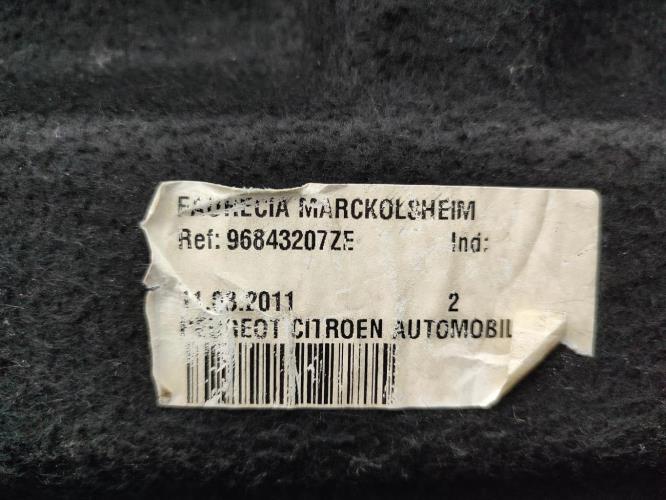 FAURECIA MARCKOLSHEIM
Ref: 96843207ZE Ind:
11.03.2011 2
PEUGEOT CITROEN AUTOMOBIL